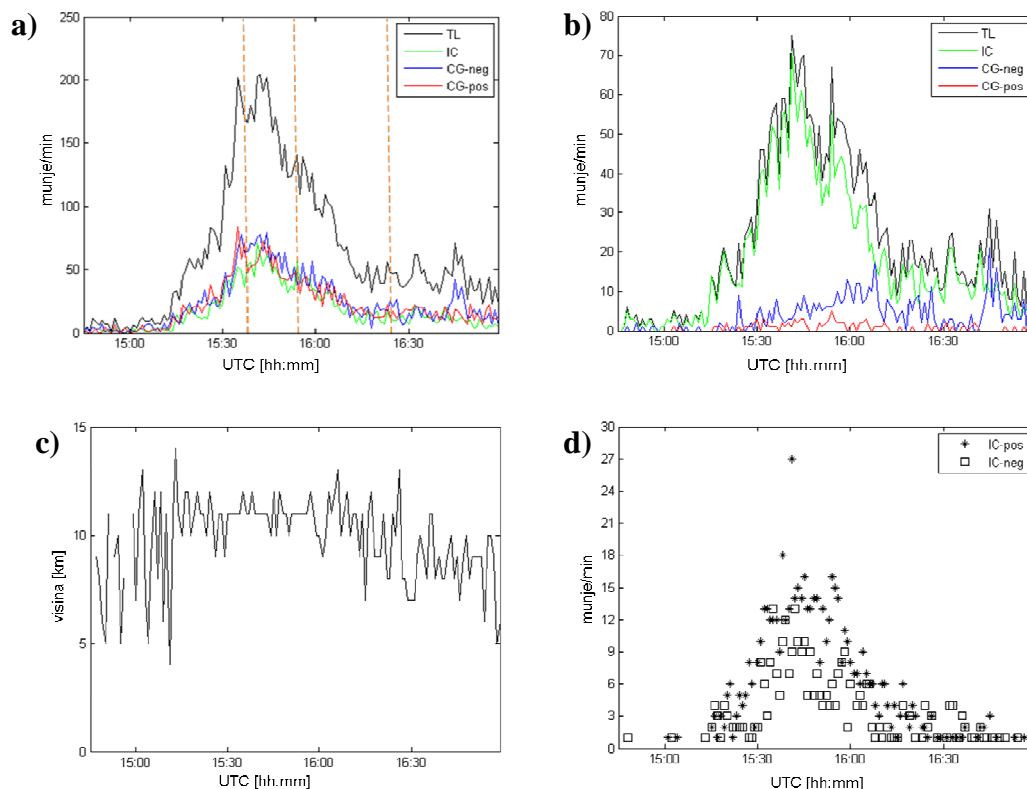 a)
munje/min
250
200
150
100
50
0
TL
IC
CG-neg
CG-pos
15:00
15:30
16:00
16:30
UTC [hh:mm]
b)
munje/min
80
70
60
50
40
30
20
10
0
TL
IC
CG-neg
CG-pos
15:00
15:30
16:00
16:30
UTC [hh:mm]
c)
visina [km]
15
10
5
0
15:00
15:30
16:00
16:30
UTC [hh:mm]
d)
munje/min
30
27
24
21
18
15
12
9
6
3
0
IC-pos
IC-neg
15:00
15:30
16:00
16:30
UTC [hh:mm]